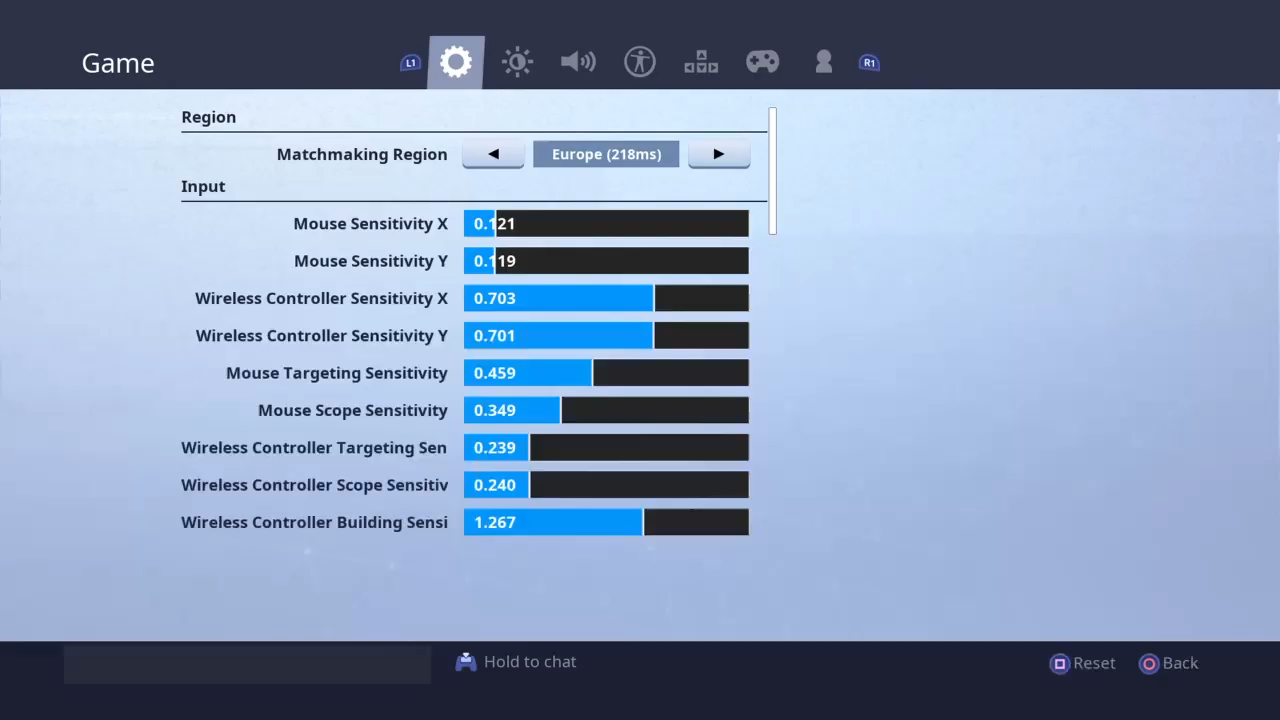 Game
L1
R1
Region
Matchmaking Region
Europe (218ms)
Input
Mouse Sensitivity X 0.121
Mouse Sensitivity Y 0.119
Wireless Controller Sensitivity X 0.703
Wireless Controller Sensitivity Y 0.701
Mouse Targeting Sensitivity 0.459
Mouse Scope Sensitivity 0.349
Wireless Controller Targeting Sen 0.239
Wireless Controller Scope Sensitiv 0.240
Wireless Controller Building Sensi 1.267
Hold to chat
Reset
Back